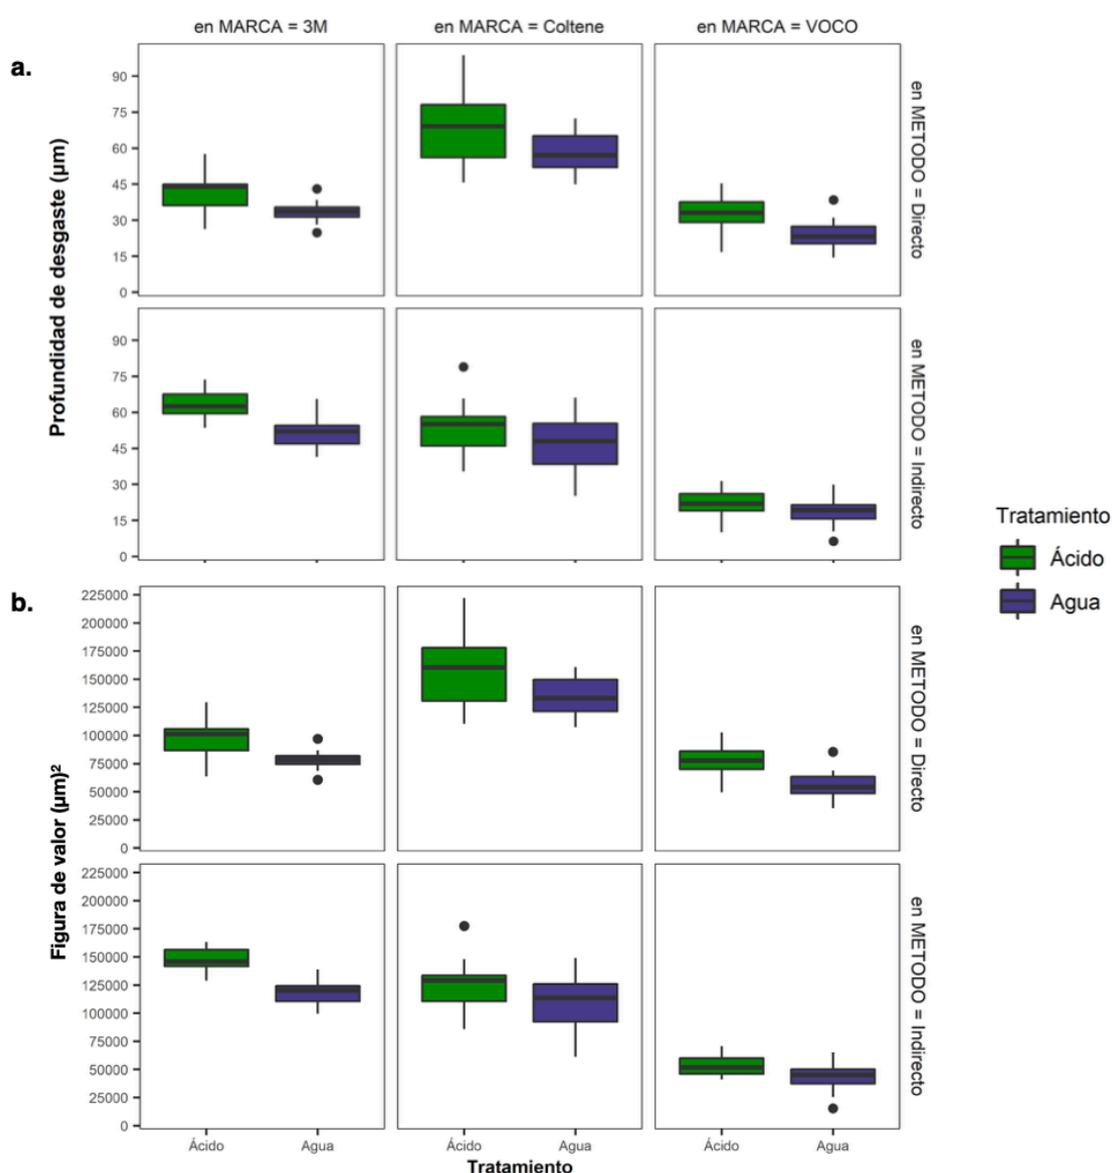 en MARCA = 3M
en MARCA = Coltene
en MARCA = VOCO
a.
Profundidad de desgaste (μm)
90
75
60
45
30
15
0
en METODO = Directo
90
75
60
45
30
15
0
en METODO = Indirecto
Tratamiento
Ácido
Agua
b.
Figura de valor (μm)²
225000
200000
175000
150000
125000
100000
75000
50000
25000
0
en METODO = Directo
225000
200000
175000
150000
125000
100000
75000
50000
25000
0
en METODO = Indirecto
Ácido
Agua
Ácido
Agua
Ácido
Agua
Tratamiento